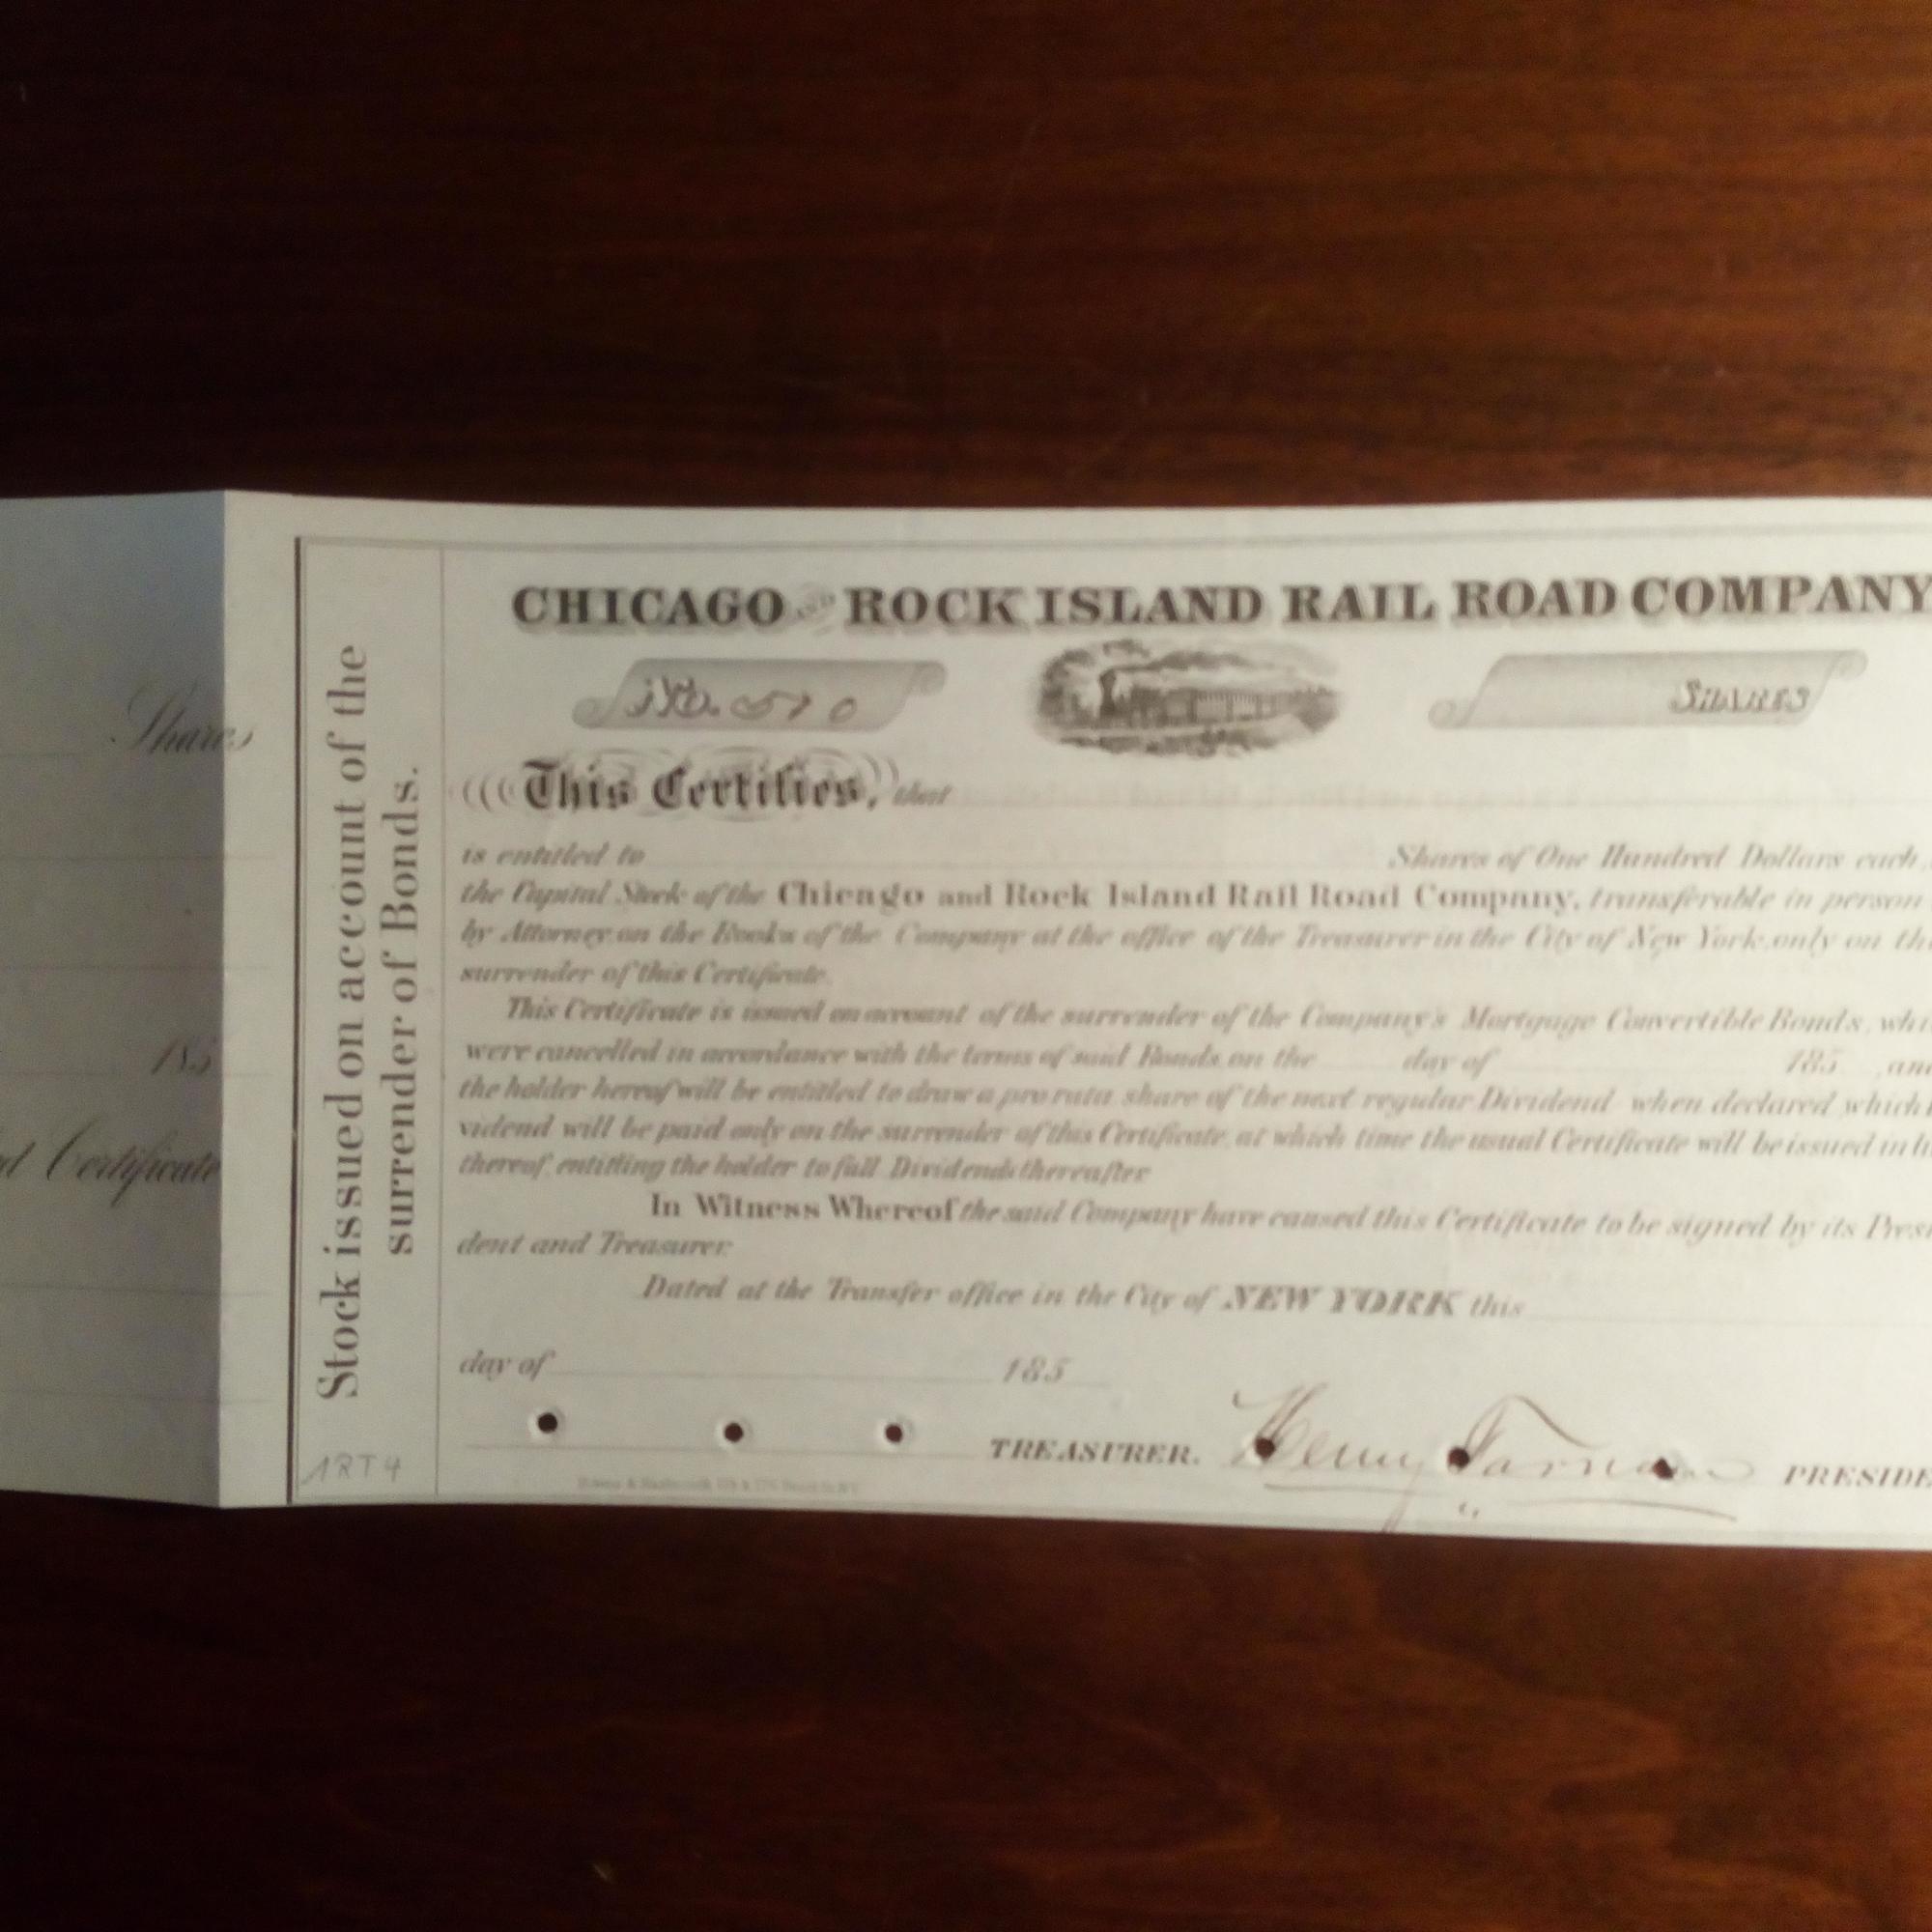 Shares
185
Certificate
Stock issued on account of the
surrender of Bonds.
1RT4
CHICAGO AND ROCK ISLAND RAIL ROAD COMPANY
No. 570
SHARES
This Certifies, that
is entitled to Shares of One Hundred Dollars each,
the Capital Stock of the Chicago and Rock Island Rail Road Company, transferable in person
by Attorney on the Books of the Company at the office of the Treasurer in the City of New York only on the
surrender of this Certificate.
This Certificate is issued on account of the surrender of the Company's Mortgage Convertible Bonds, whi
were cancelled in accordance with the terms of said Bonds, on the day of 185 , and
the holder hereof will be entitled to draw a pro rata share of the next regular Dividend when declared which
vidend will be paid only on the surrender of this Certificate, at which time the usual Certificate will be issued in li
thereof, entitling the holder to full Dividends thereafter.
In Witness Whereof the said Company have caused this Certificate to be signed by its Presi
dent and Treasurer.
Dated at the Transfer office in the City of NEW YORK this
day of 185
TREASURER. Henry Farnam PRESIDE